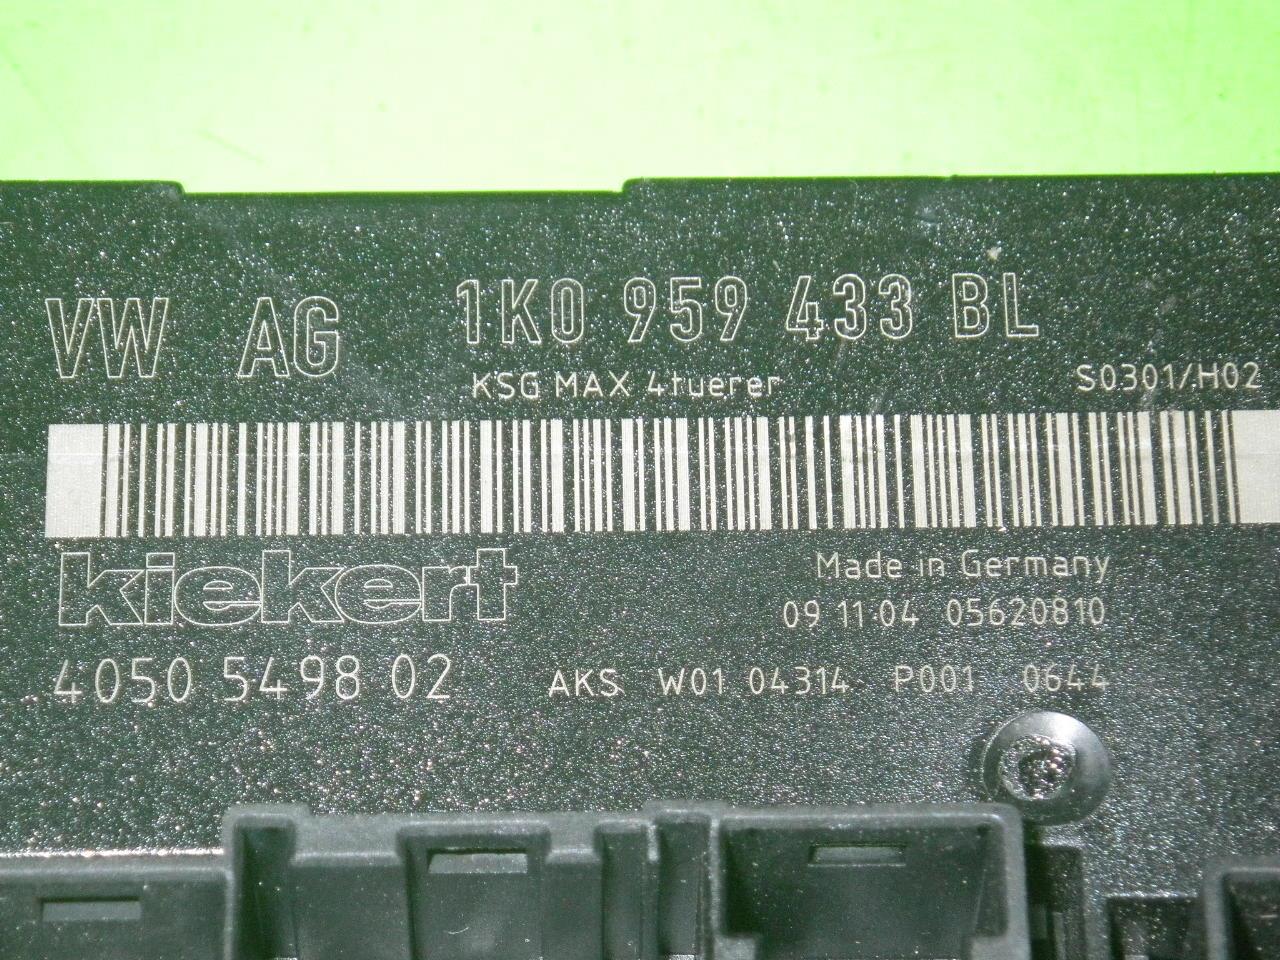 VW AG 1K0 959 433 BL
KSG MAX 4tuerer S0301/H02
kiekert
Made in Germany
09 11.04 05620810
4050 5498 02 AKS W01 04314 P001 0644